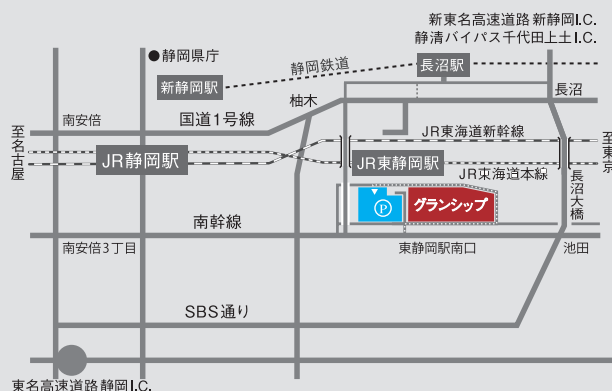 新東名高速道路 新静岡I.C.
静清バイパス千代田上土I.C.
静岡県庁
静岡鉄道
長沼駅
新静岡駅
柚木
長沼
南安倍
国道1号線
至名古屋
JR東海道新幹線
至東京
JR静岡駅
JR東静岡駅
JR東海道本線
長沼大橋
P
グランシップ
南幹線
南安倍3丁目
東静岡駅南口
池田
SBS通り
東名高速道路 静岡I.C.